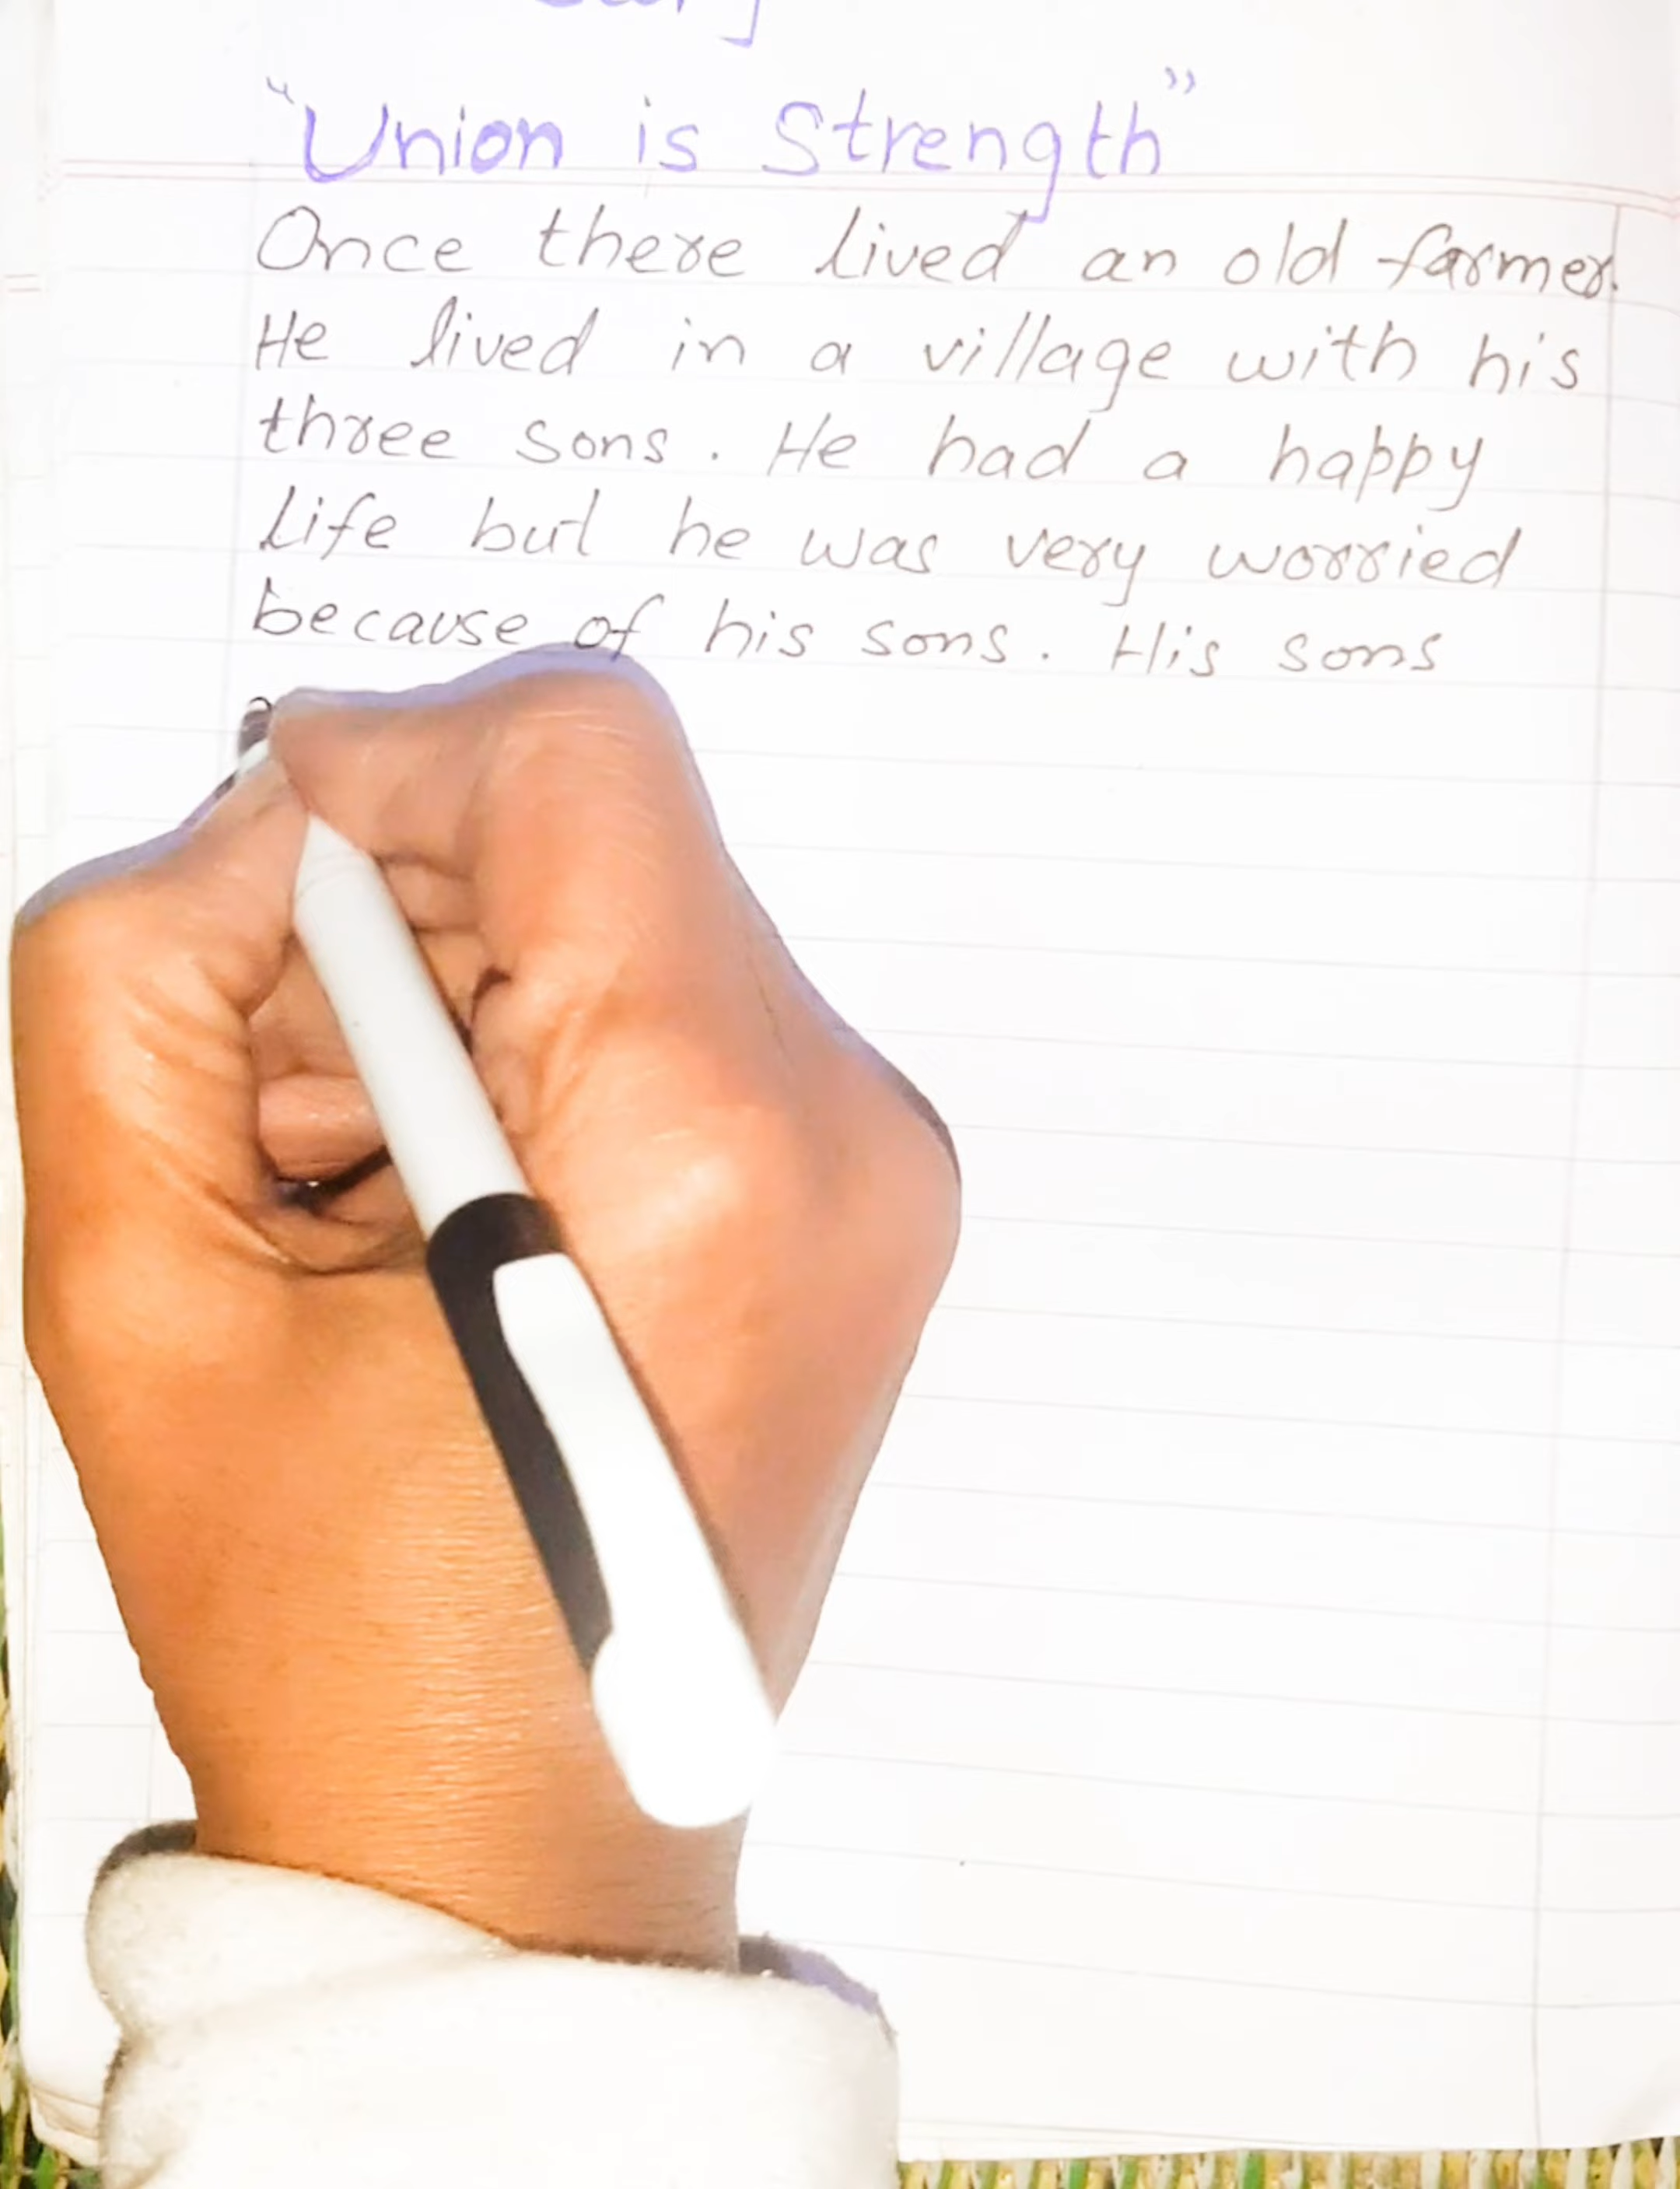 "Union is Strength"
Once there lived an old farmer.
He lived in a village with his
three sons. He had a happy
Life but he was very worried
because of his sons. His sons